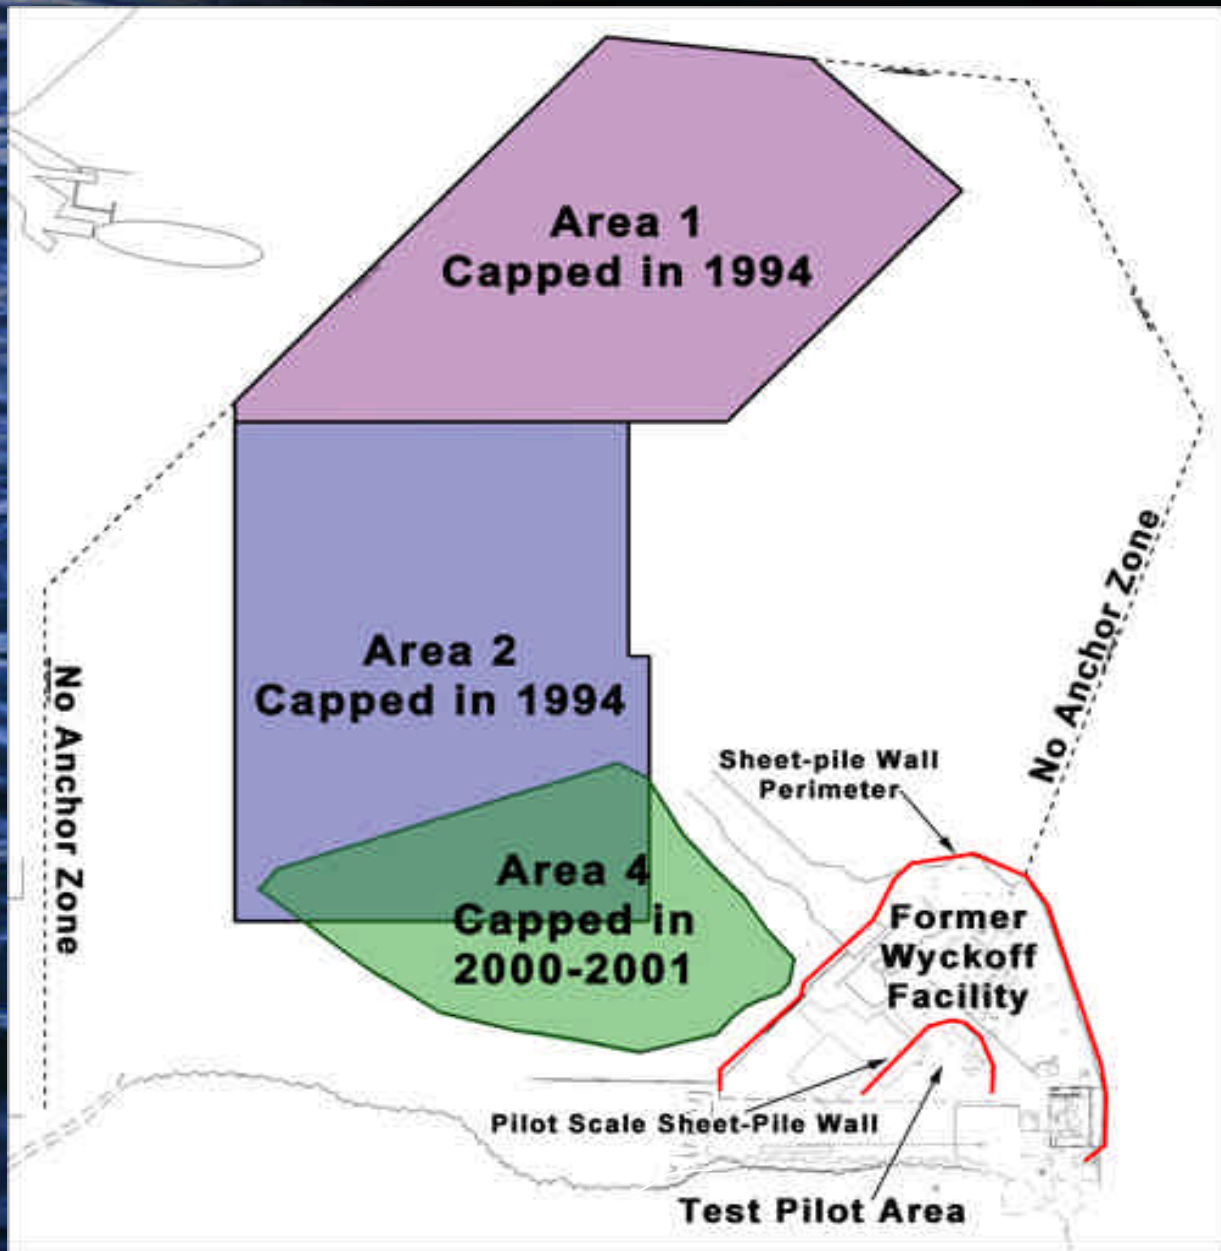 Area 1
Capped in 1994
Area 2
Capped in 1994
No Anchor Zone
No Anchor Zone
Sheet-pile Wall
Perimeter
Area 4
Capped in
2000-2001
Former
Wyckoff
Facility
Pilot Scale Sheet-Pile Wall
Test Pilot Area